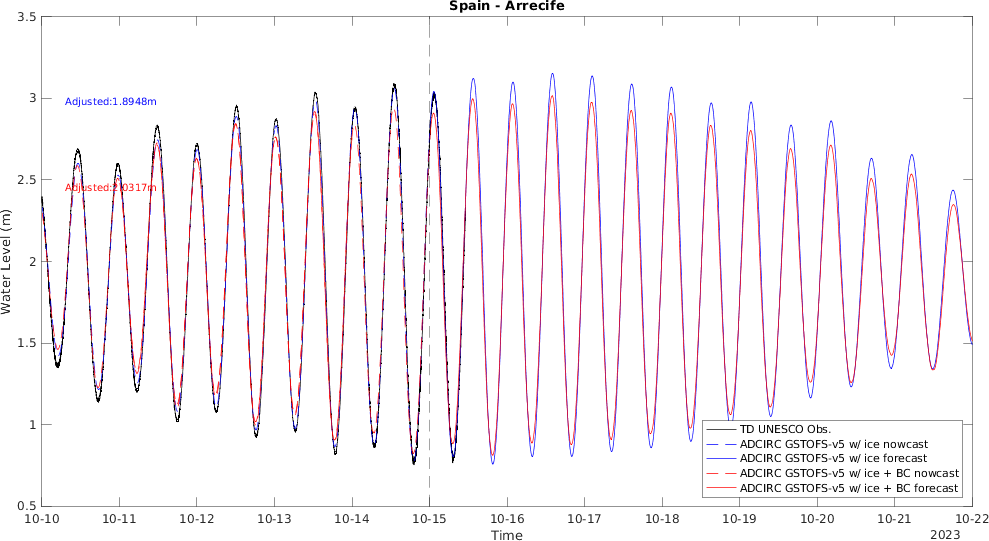 Spain - Arrecife
3.5
3
2.5
2
1.5
1
0.5
Water Level (m)
Adjusted:1.8948m
Adjusted:2.0317m
TD UNESCO Obs.
ADCIRC GSTOFS-v5 w/ ice nowcast
ADCIRC GSTOFS-v5 w/ ice forecast
ADCIRC GSTOFS-v5 w/ ice + BC nowcast
ADCIRC GSTOFS-v5 w/ ice + BC forecast
10-10 10-11 10-12 10-13 10-14 10-15 10-16 10-17 10-18 10-19 10-20 10-21 10-22
Time
2023